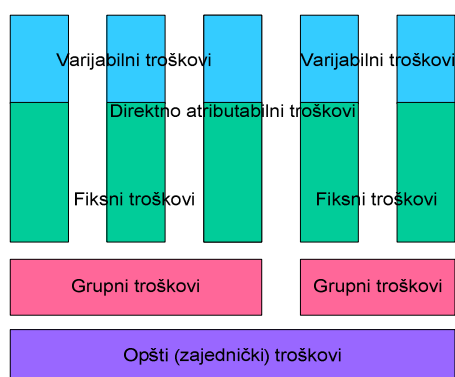 Varijabilni troškovi
Varijabilni troškovi
Direktno atributabilni troškovi
Fiksni troškovi
Fiksni troškovi
Grupni troškovi
Grupni troškovi
Opšti (zajednički) troškovi